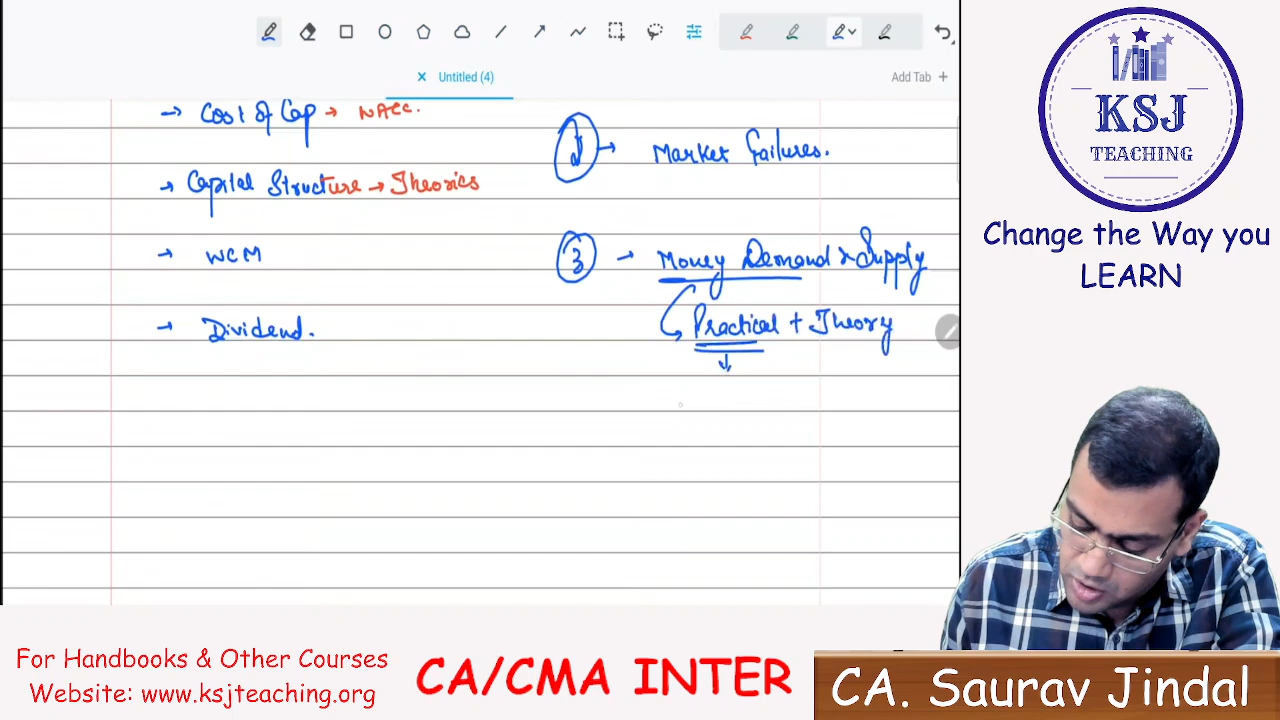 Untitled (4)
Add Tab +
→ Cost of Cap → WACC.
→ Capital Structure → Theories
→ WCM
→ Dividend.
→ Market Failures.
3 → Money Demand & Supply
Practical + Theory
KSJ
TEACHING
Change the Way you
LEARN
For Handbooks & Other Courses
Website: www.ksjteaching.org
CA/CMA INTER
CA. Saurav Jindal